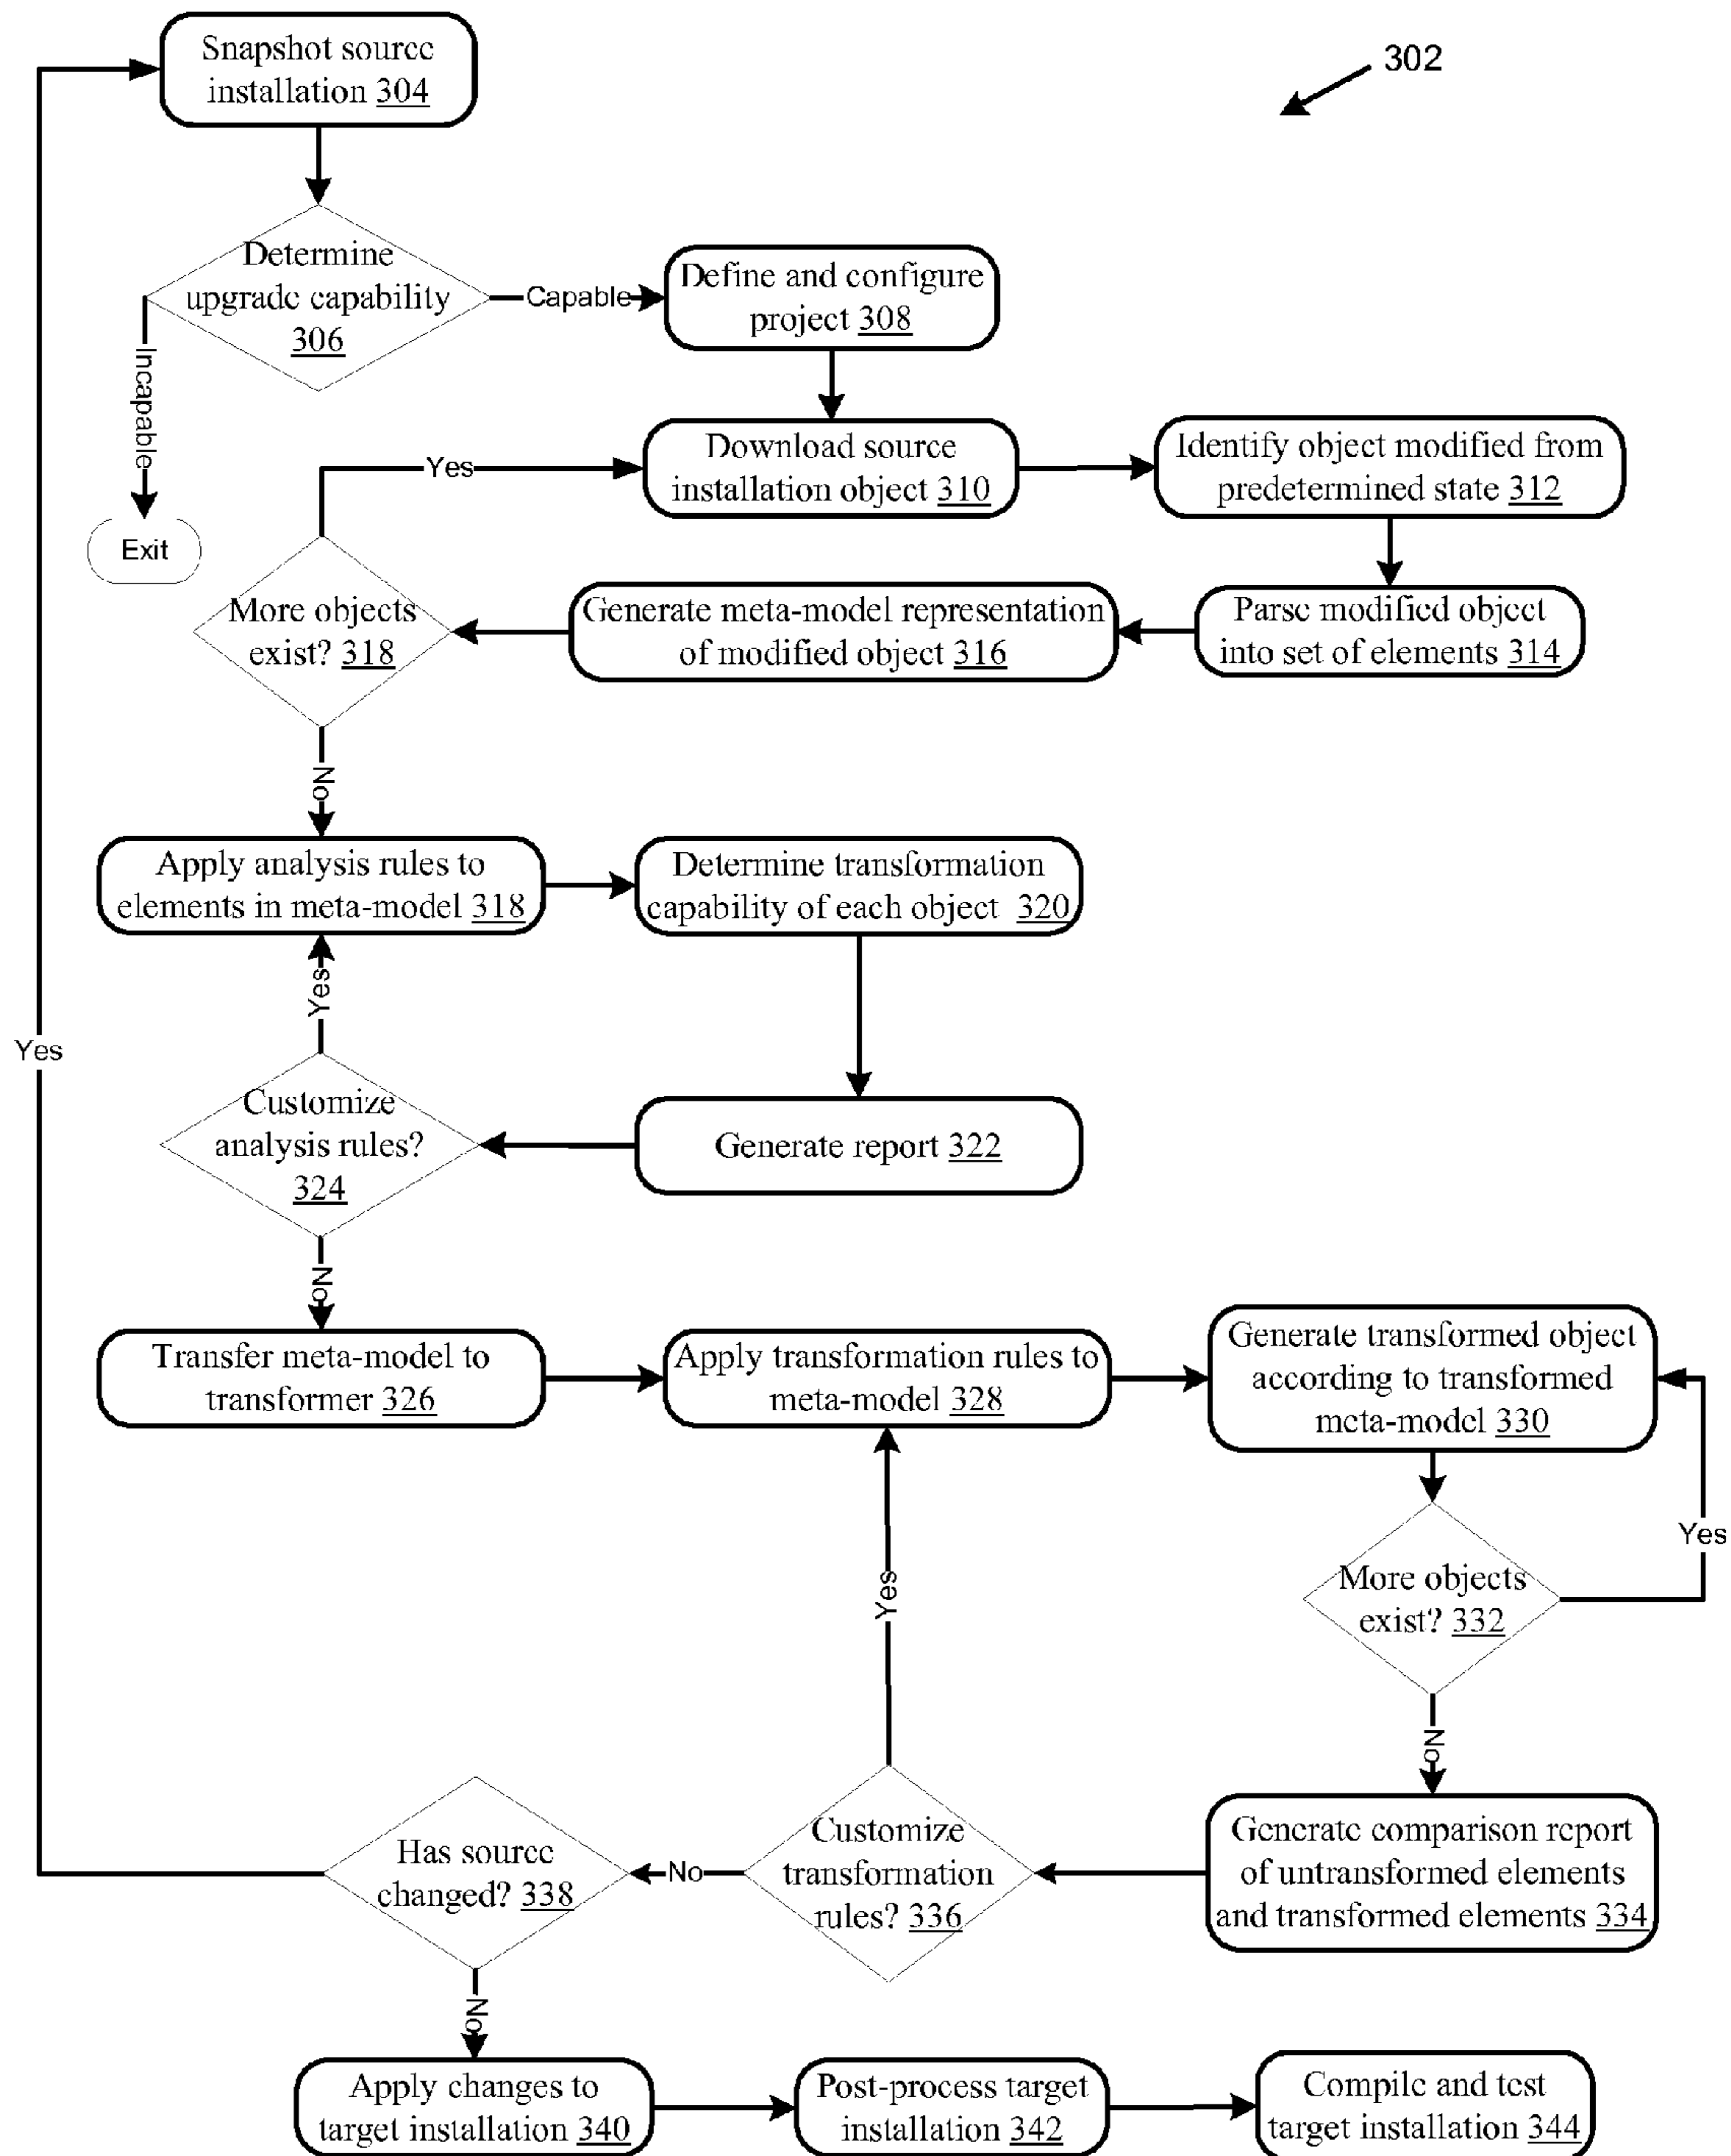 302
Snapshot source
installation 304
Determine
upgrade capability
306
Capable
Incapable
Exit
Define and configure
project 308
Download source
installation object 310
Identify object modified from
predetermined state 312
Parse modified object
into set of elements 314
Generate meta-model representation
of modified object 316
More objects
exist? 318
Yes
No
Apply analysis rules to
elements in meta-model 318
Determine transformation
capability of each object 320
Generate report 322
Customize
analysis rules?
324
Yes
No
Transfer meta-model to
transformer 326
Apply transformation rules to
meta-model 328
Generate transformed object
according to transformed
meta-model 330
More objects
exist? 332
Yes
No
Generate comparison report
of untransformed elements
and transformed elements 334
Customize
transformation
rules? 336
Yes
No
Has source
changed? 338
Yes
No
Apply changes to
target installation 340
Post-process target
installation 342
Compile and test
target installation 344